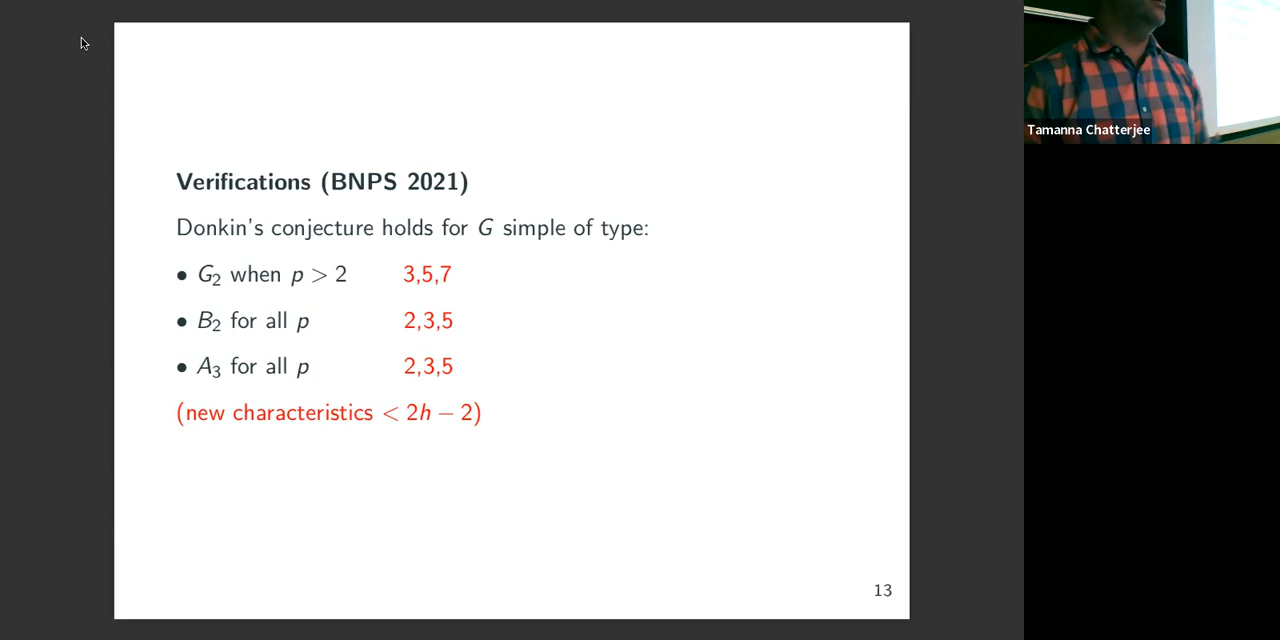 Verifications (BNPS 2021)
Donkin's conjecture holds for G simple of type:
• G₂ when p > 2 3,5,7
• B₂ for all p 2,3,5
• A₃ for all p 2,3,5
(new characteristics < 2h − 2)
13
Tamanna Chatterjee